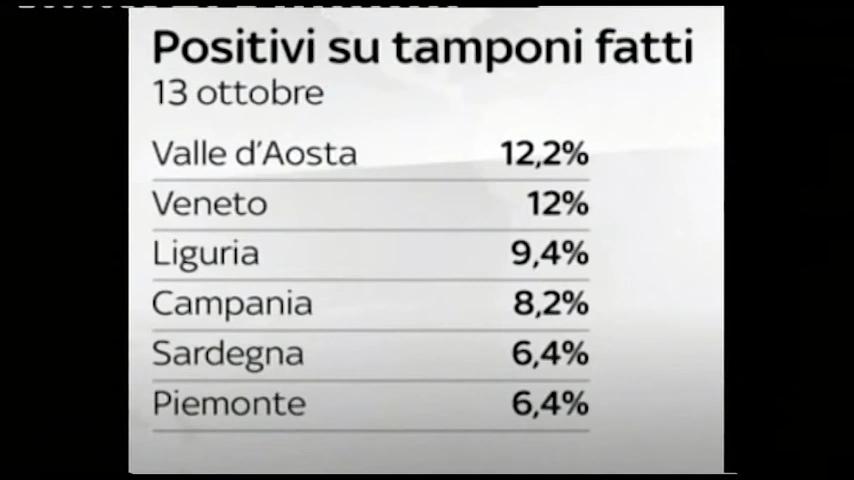 Positivi su tamponi fatti
13 ottobre
Valle d'Aosta 12,2%
Veneto 12%
Liguria 9,4%
Campania 8,2%
Sardegna 6,4%
Piemonte 6,4%